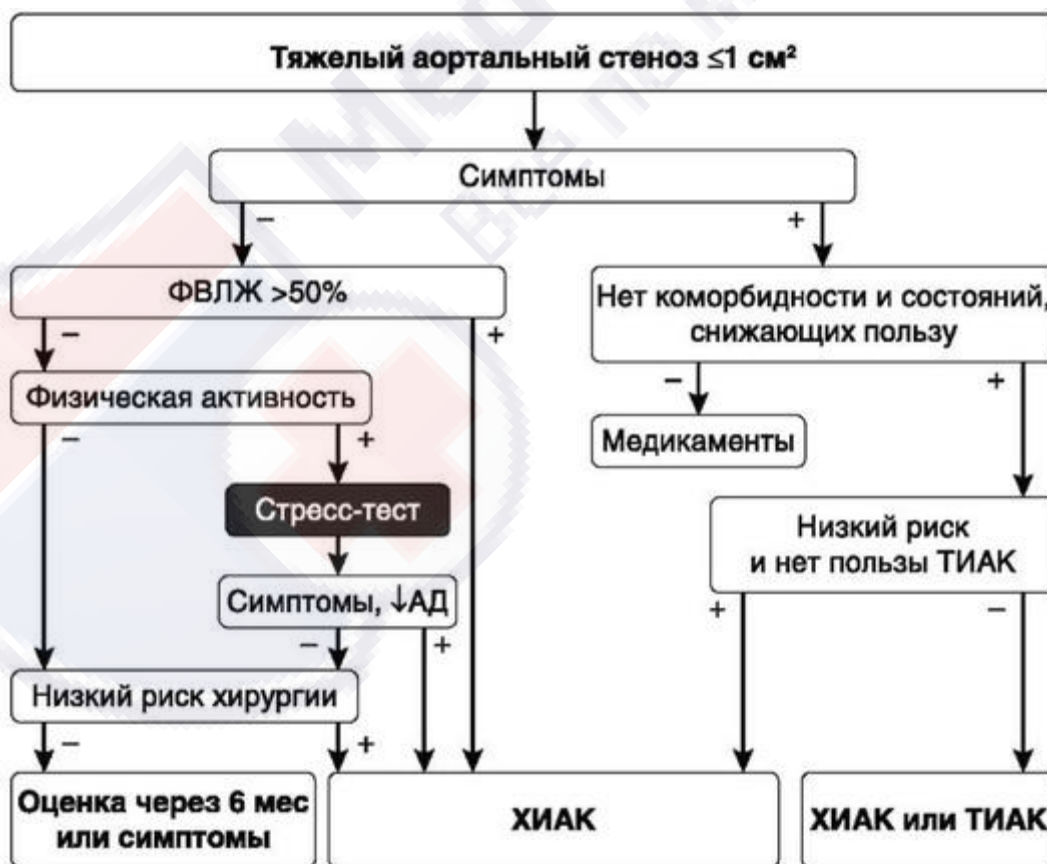 Тяжелый аортальный стеноз ≤1 см²
Симптомы
– +
ФВЛЖ >50%
Нет коморбидности и состояний,
снижающих пользу
– +
– +
Физическая активность
Медикаменты
– +
Стресс-тест
Низкий риск
и нет пользы ТИАК
Симптомы, ↓АД
– +
+ –
Низкий риск хирургии
– +
Оценка через 6 мес
или симптомы
ХИАК
ХИАК или ТИАК